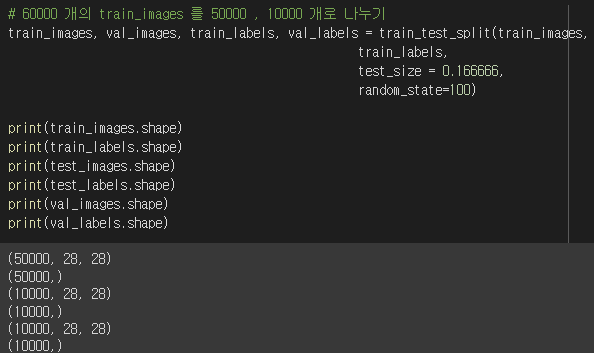 # 60000 개의 train_images 를 50000 , 10000 개로 나누기
train_images, val_images, train_labels, val_labels = train_test_split(train_images,
train_labels,
test_size = 0.166666,
random_state=100)
print(train_images.shape)
print(train_labels.shape)
print(test_images.shape)
print(test_labels.shape)
print(val_images.shape)
print(val_labels.shape)
(50000, 28, 28)
(50000,)
(10000, 28, 28)
(10000,)
(10000, 28, 28)
(10000,)